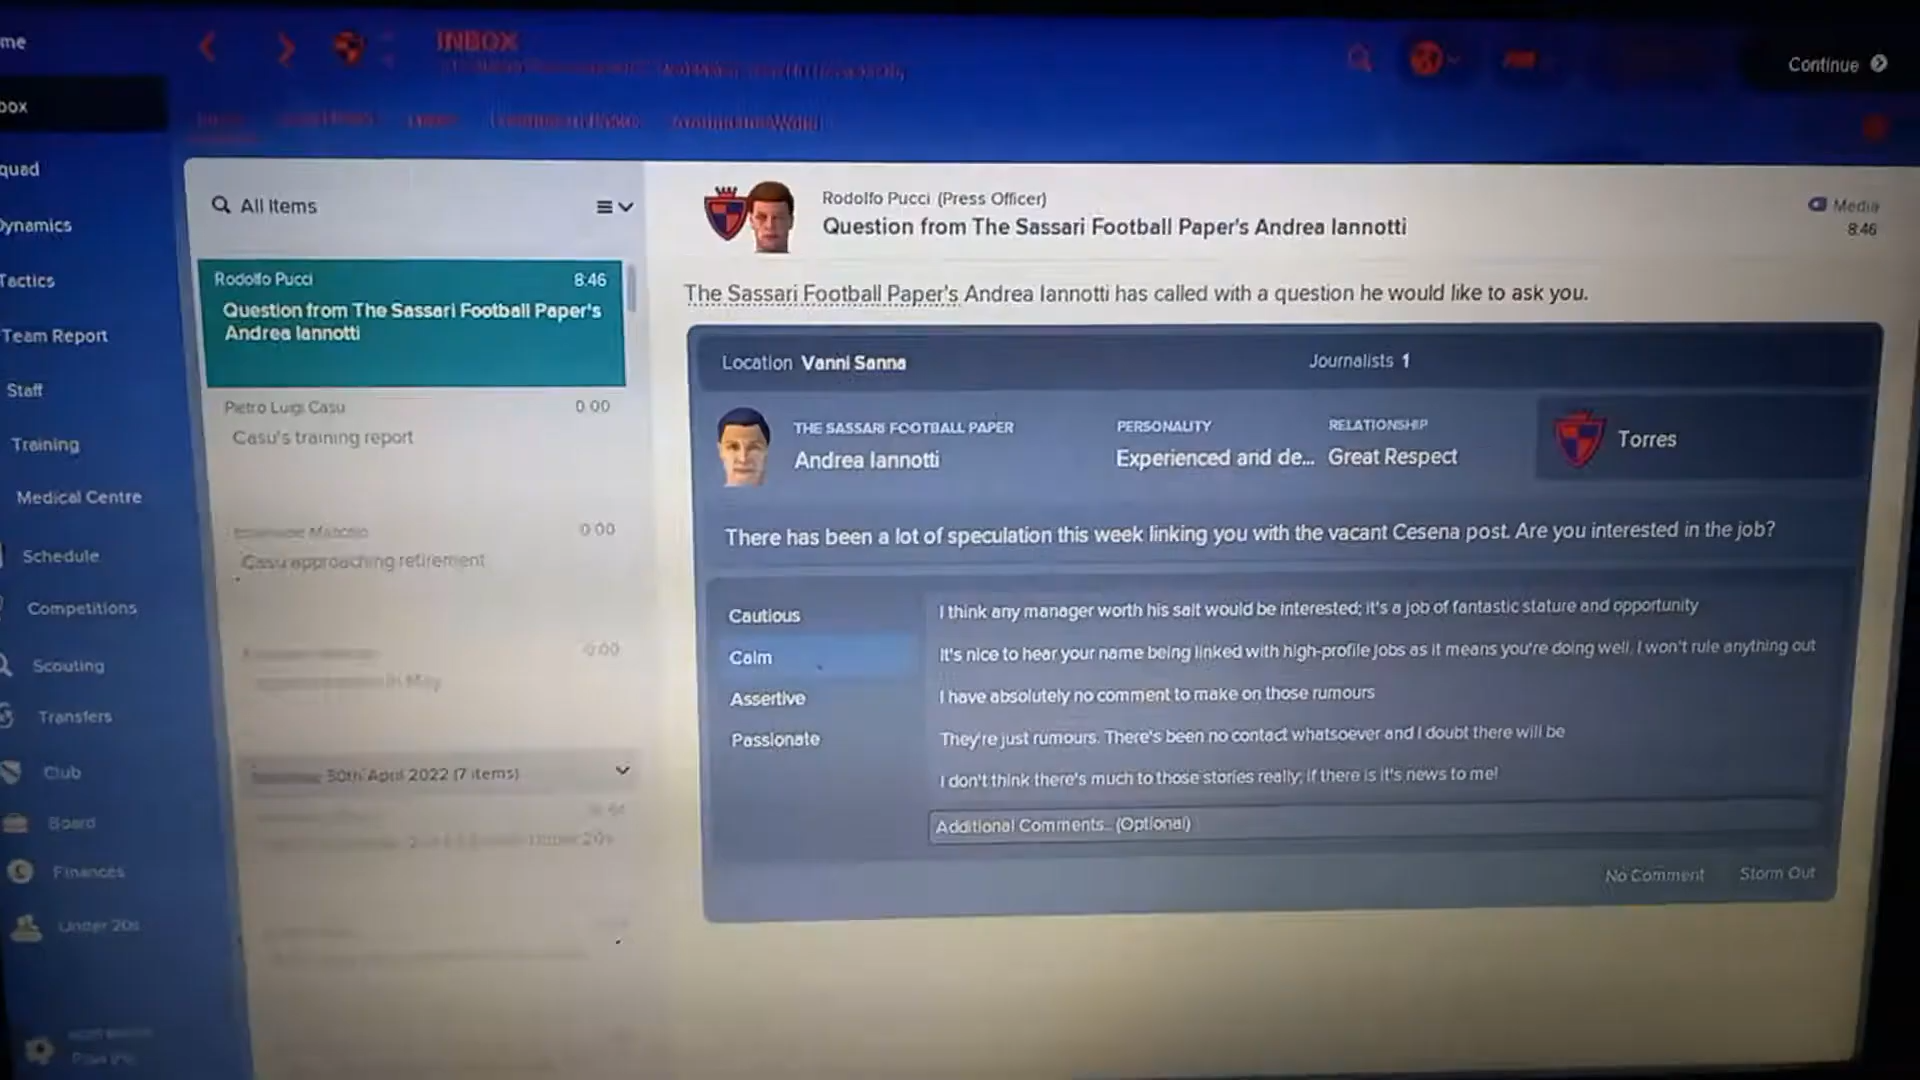 me
INBOX
Continue
box
quad
Dynamics
Tactics
Team Report
Staff
Training
Medical Centre
Schedule
Competitions
Scouting
Transfers
Club
Board
Finances
Under 20s
All Items
Rodolfo Pucci 8:46
Question from The Sassari Football Paper's
Andrea Iannotti
Pietro Luigi Casu 0:00
Casu's training report
0:00
Casu approaching retirement
0:00
in May
30th April 2022 (7 items)
Rodolfo Pucci (Press Officer)
Question from The Sassari Football Paper's Andrea Iannotti
Media
8:46
The Sassari Football Paper's Andrea Iannotti has called with a question he would like to ask you.
Location Vanni Sanna Journalists 1
THE SASSARI FOOTBALL PAPER PERSONALITY RELATIONSHIP
Andrea Iannotti Experienced and de... Great Respect
Torres
There has been a lot of speculation this week linking you with the vacant Cesena post. Are you interested in the job?
Cautious
Calm
Assertive
Passionate
I think any manager worth his salt would be interested; it's a job of fantastic stature and opportunity
It's nice to hear your name being linked with high-profile jobs as it means you're doing well. I won't rule anything out
I have absolutely no comment to make on those rumours
They're just rumours. There's been no contact whatsoever and I doubt there will be
I don't think there's much to those stories really; if there is it's news to me!
Additional Comments... (Optional)
No Comment Storm Out